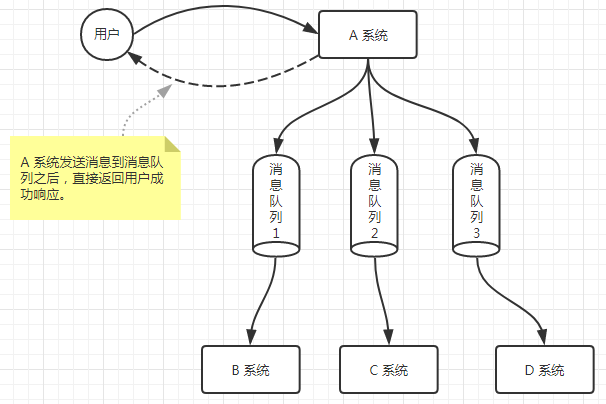 用户
A 系统
A 系统发送消息到消息队
列之后，直接返回用户成
功响应。
消
息
队
列
1
消
息
队
列
2
消
息
队
列
3
B 系统
C 系统
D 系统